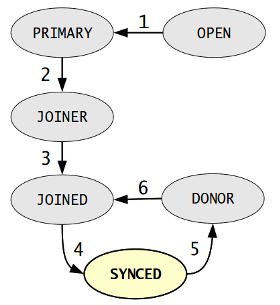 PRIMARY
1
OPEN
2
JOINER
3
JOINED
6
DONOR
4
5
SYNCED